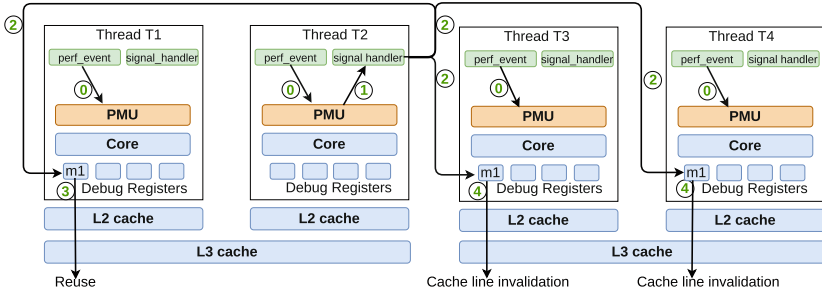 2
2
Thread T1
Thread T2
Thread T3
Thread T4
perf_event
signal_handler
perf_event
signal handler
perf_event
signal_handler
perf_event
signal handler
2
2
0
0
1
0
0
PMU
PMU
PMU
PMU
Core
Core
Core
Core
m1
m1
m1
3
Debug Registers
Debug Registers
4
Debug Registers
4
Debug Registers
L2 cache
L2 cache
L2 cache
L2 cache
L3 cache
L3 cache
Reuse
Cache line invalidation
Cache line invalidation